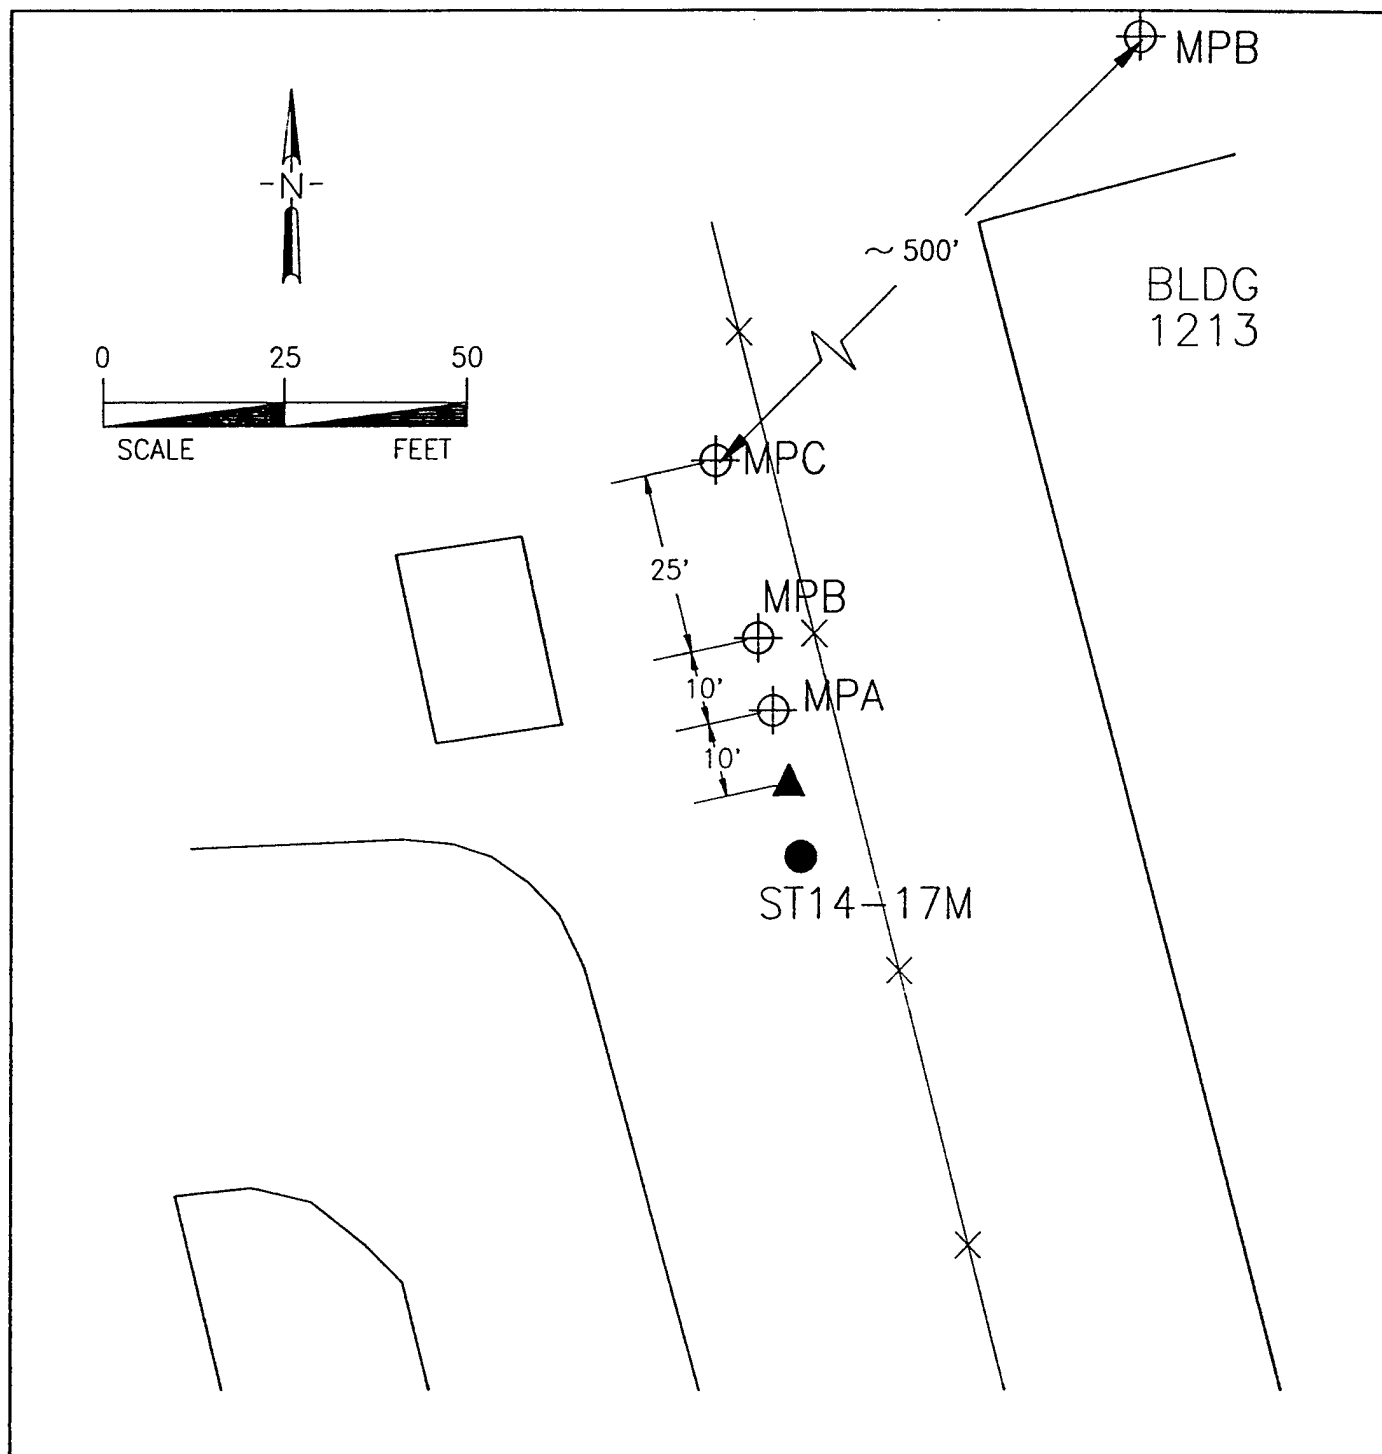 MPB
-N-
~ 500'
BLDG
1213
0 25 50
SCALE FEET
MPC
25'
MPB
10'
MPA
10'
ST14-17M